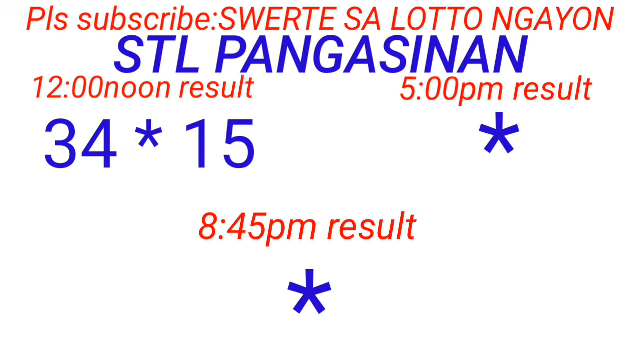 Pls subscribe:SWERTE SA LOTTO NGAYON
STL PANGASINAN
12:00noon result 5:00pm result
34 * 15 *
8:45pm result
*